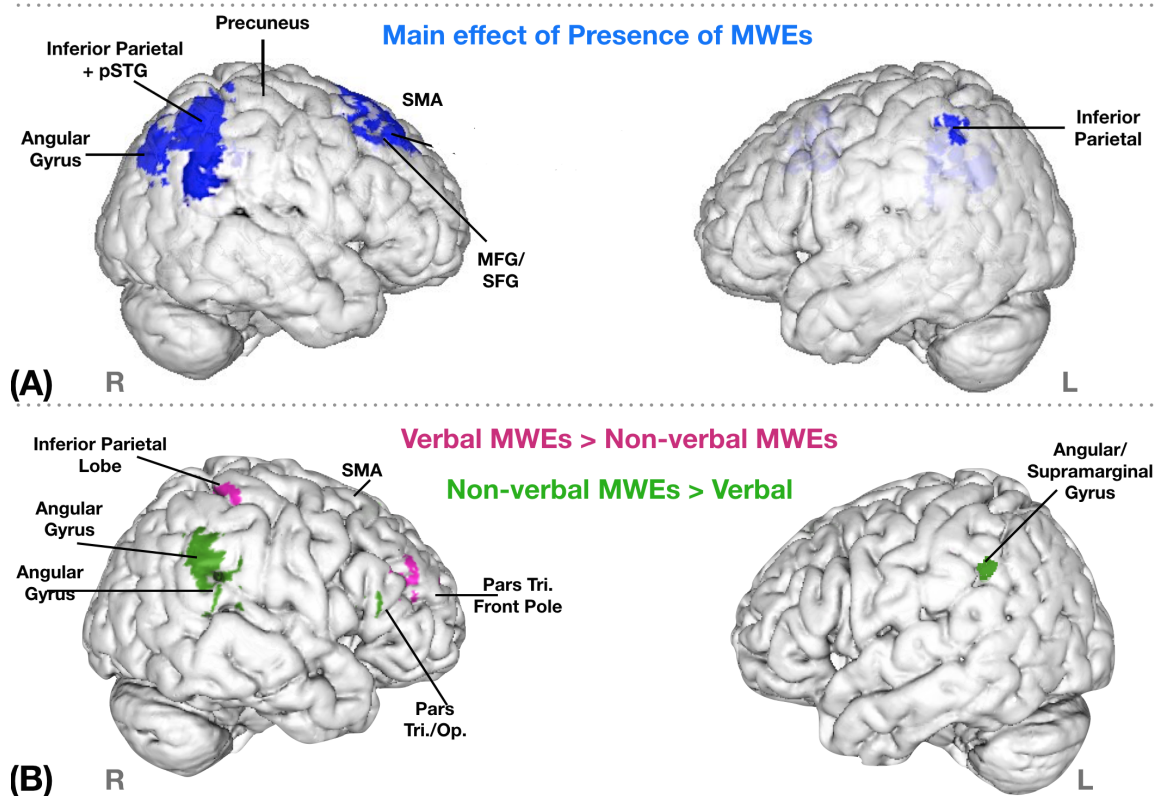 Precuneus
Main effect of Presence of MWEs
Inferior Parietal
+ pSTG
SMA
Angular
Gyrus
Inferior
Parietal
MFG/
SFG
(A)
R
L
Verbal MWEs > Non-verbal MWEs
Inferior Parietal
Lobe
SMA
Angular/
Supramarginal
Gyrus
Non-verbal MWEs > Verbal
Angular
Gyrus
Angular
Gyrus
Pars Tri.
Front Pole
Pars
Tri./Op.
(B)
R
L